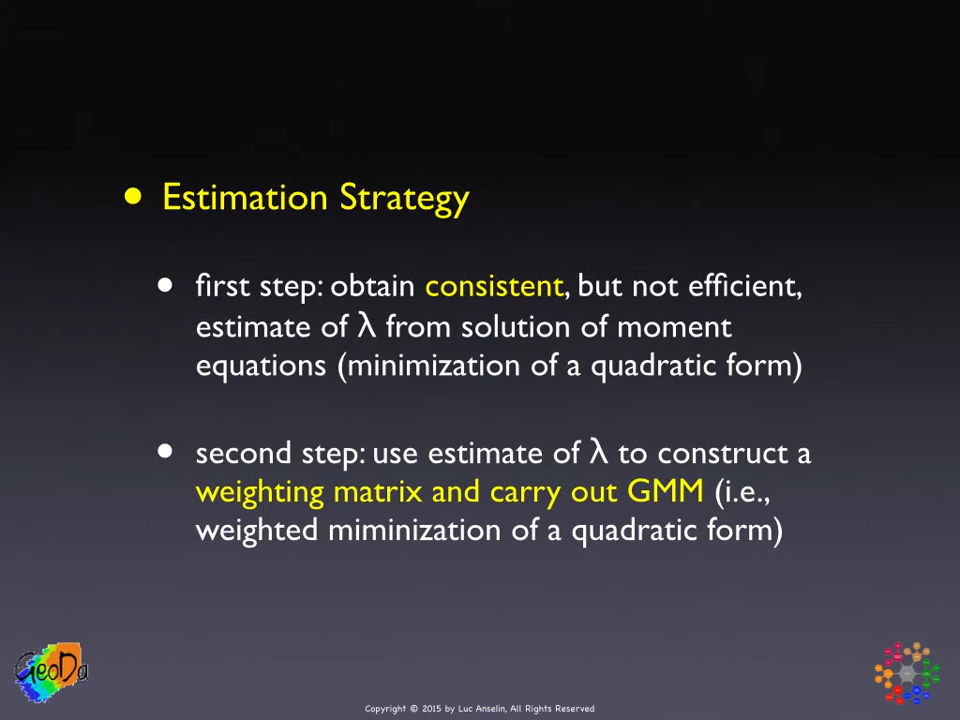 • Estimation Strategy
• first step: obtain consistent, but not efficient,
estimate of λ from solution of moment
equations (minimization of a quadratic form)
• second step: use estimate of λ to construct a
weighting matrix and carry out GMM (i.e.,
weighted miminization of a quadratic form)
GeoDa
Copyright © 2015 by Luc Anselin, All Rights Reserved